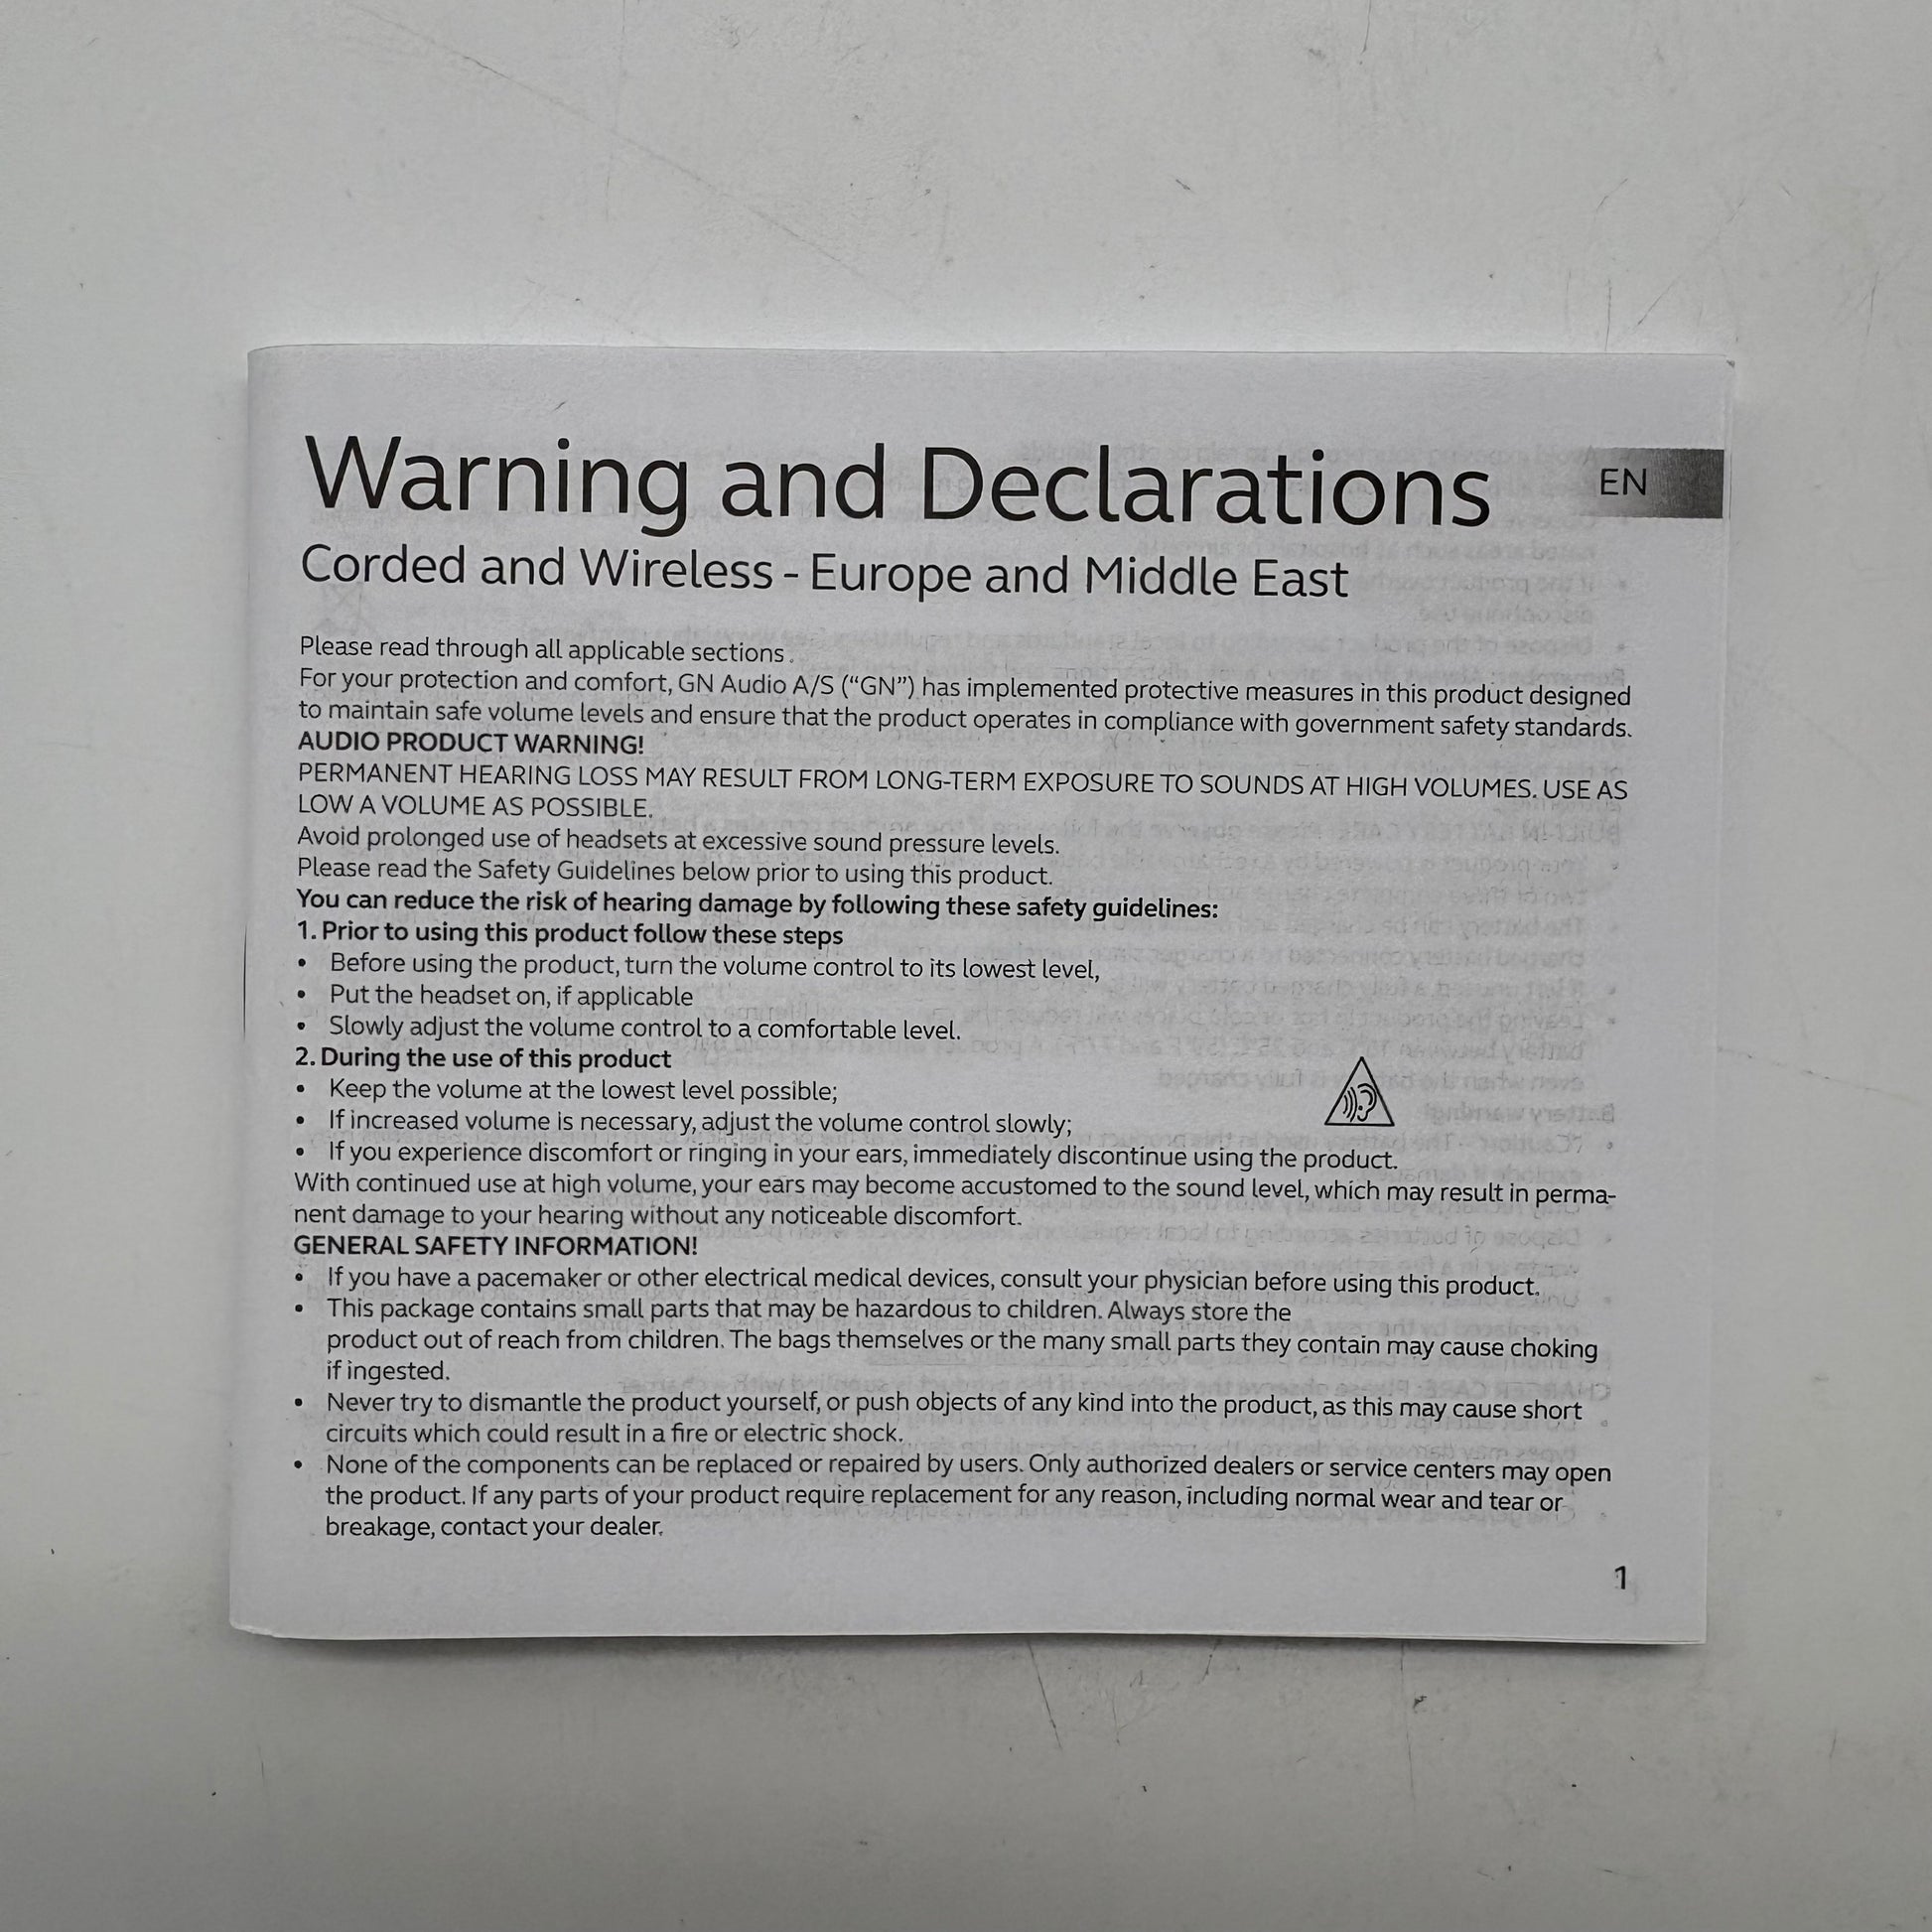 Warning and Declarations
EN
Corded and Wireless - Europe and Middle East
Please read through all applicable sections.
For your protection and comfort, GN Audio A/S (“GN”) has implemented protective measures in this product designed
to maintain safe volume levels and ensure that the product operates in compliance with government safety standards.
AUDIO PRODUCT WARNING!
PERMANENT HEARING LOSS MAY RESULT FROM LONG-TERM EXPOSURE TO SOUNDS AT HIGH VOLUMES. USE AS
LOW A VOLUME AS POSSIBLE.
Avoid prolonged use of headsets at excessive sound pressure levels.
Please read the Safety Guidelines below prior to using this product.
You can reduce the risk of hearing damage by following these safety guidelines:
1. Prior to using this product follow these steps
• Before using the product, turn the volume control to its lowest level,
• Put the headset on, if applicable
• Slowly adjust the volume control to a comfortable level.
2. During the use of this product
• Keep the volume at the lowest level possible;
• If increased volume is necessary, adjust the volume control slowly;
• If you experience discomfort or ringing in your ears, immediately discontinue using the product.
With continued use at high volume, your ears may become accustomed to the sound level, which may result in perma-
nent damage to your hearing without any noticeable discomfort.
GENERAL SAFETY INFORMATION!
• If you have a pacemaker or other electrical medical devices, consult your physician before using this product.
• This package contains small parts that may be hazardous to children. Always store the
product out of reach from children. The bags themselves or the many small parts they contain may cause choking
if ingested.
• Never try to dismantle the product yourself, or push objects of any kind into the product, as this may cause short
circuits which could result in a fire or electric shock.
• None of the components can be replaced or repaired by users. Only authorized dealers or service centers may open
the product. If any parts of your product require replacement for any reason, including normal wear and tear or
breakage, contact your dealer.
1